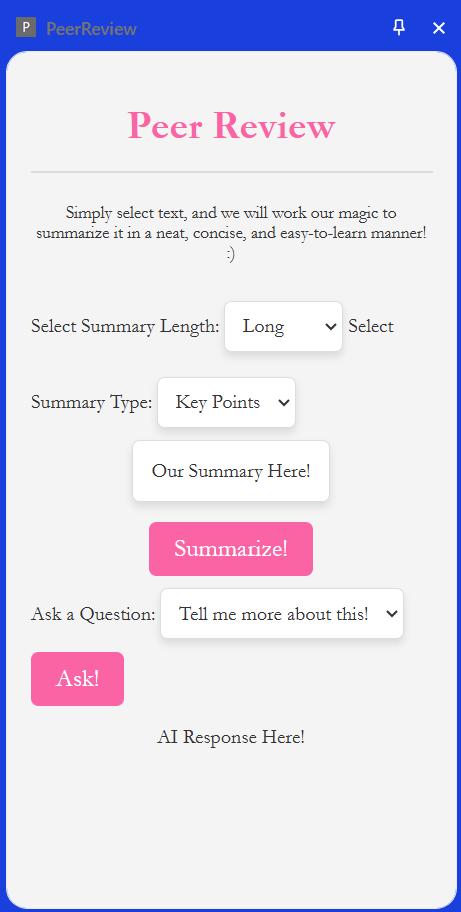 P PeerReview
Peer Review
Simply select text, and we will work our magic to
summarize it in a neat, concise, and easy-to-learn manner!
:)
Select Summary Length: Long Select
Summary Type: Key Points
Our Summary Here!
Summarize!
Ask a Question: Tell me more about this!
Ask!
AI Response Here!